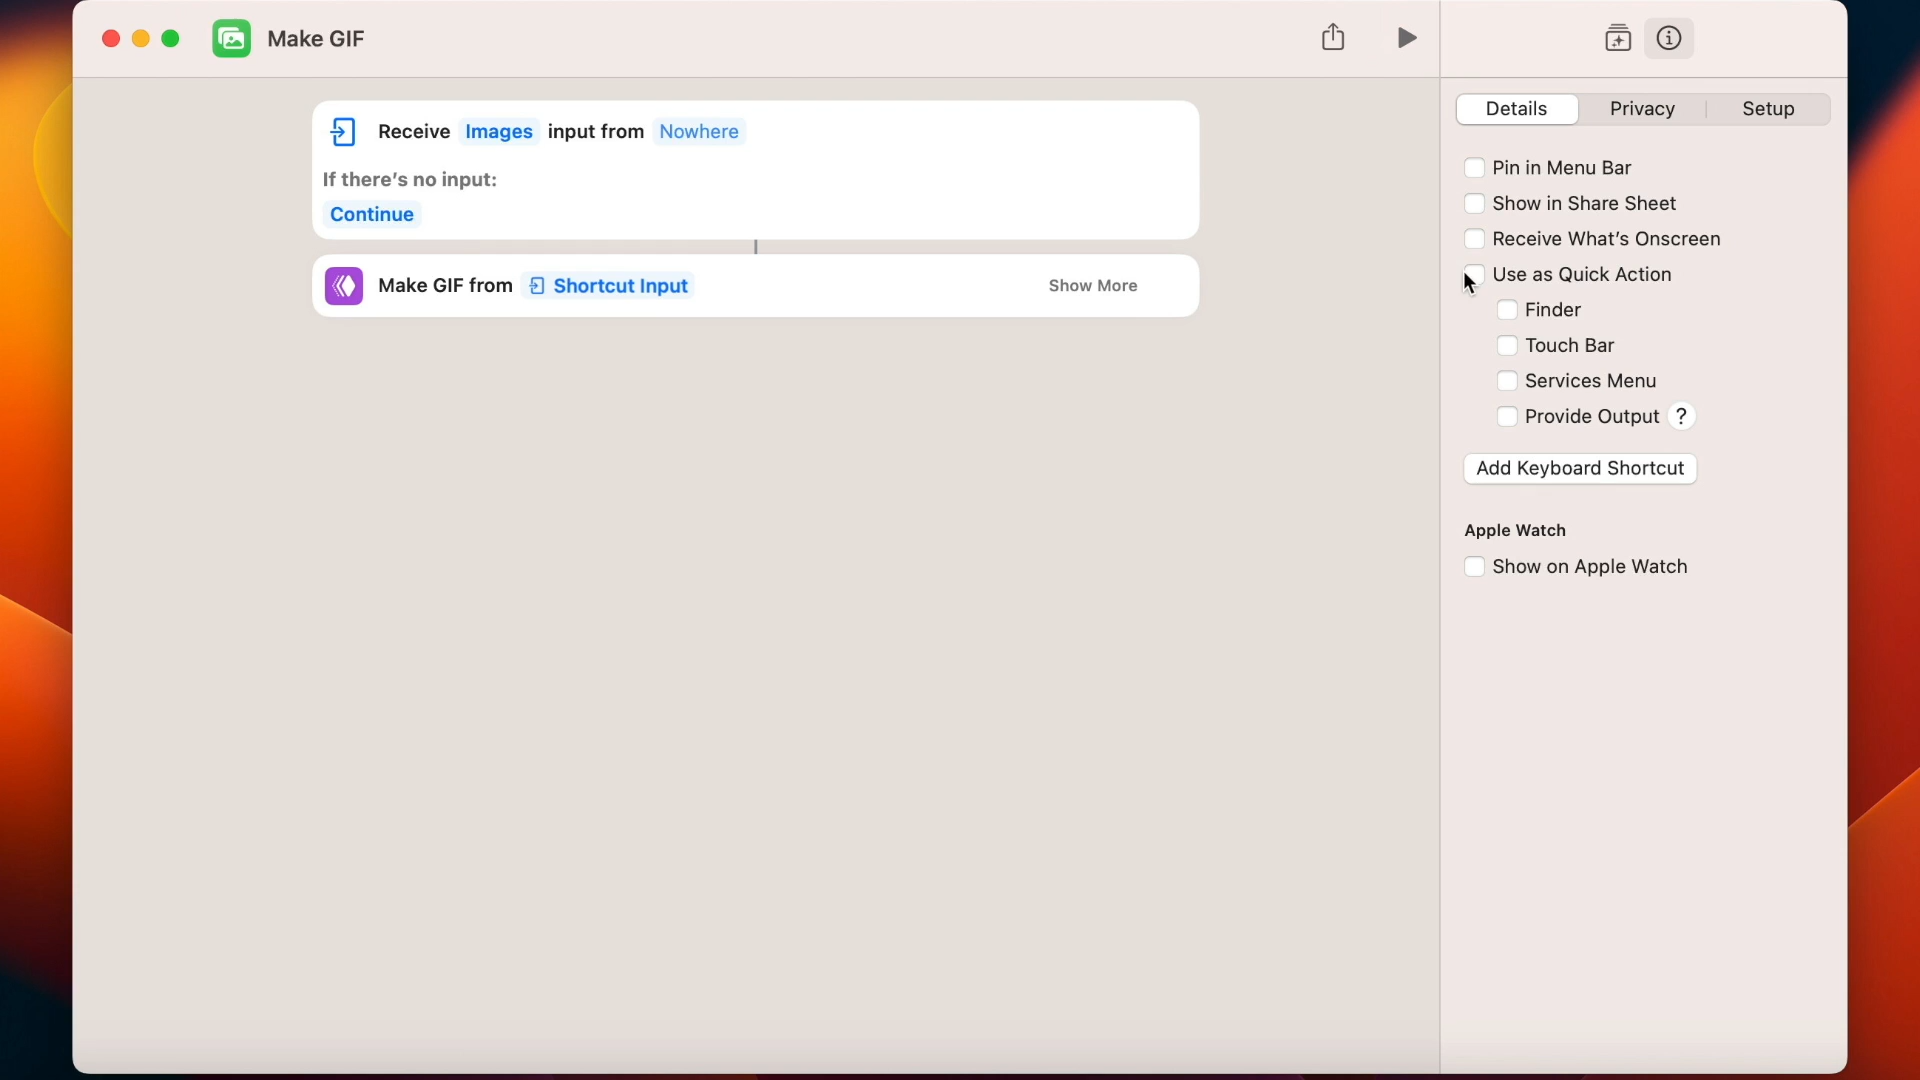 Make GIF
Receive Images input from Nowhere
If there's no input:
Continue
Make GIF from Shortcut Input Show More
Details Privacy Setup
Pin in Menu Bar
Show in Share Sheet
Receive What's Onscreen
Use as Quick Action
Finder
Touch Bar
Services Menu
Provide Output ?
Add Keyboard Shortcut
Apple Watch
Show on Apple Watch